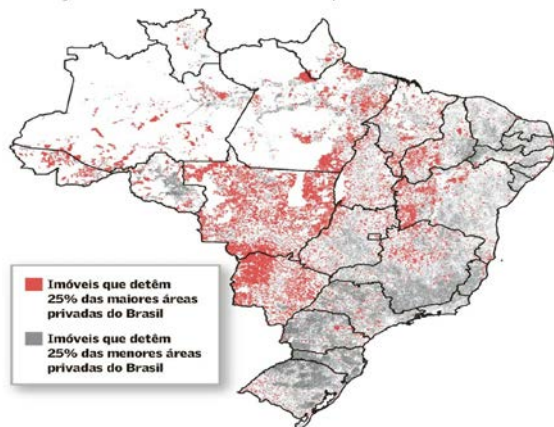 Imóveis que detêm
25% das maiores áreas
privadas do Brasil
Imóveis que detêm
25% das menores áreas
privadas do Brasil